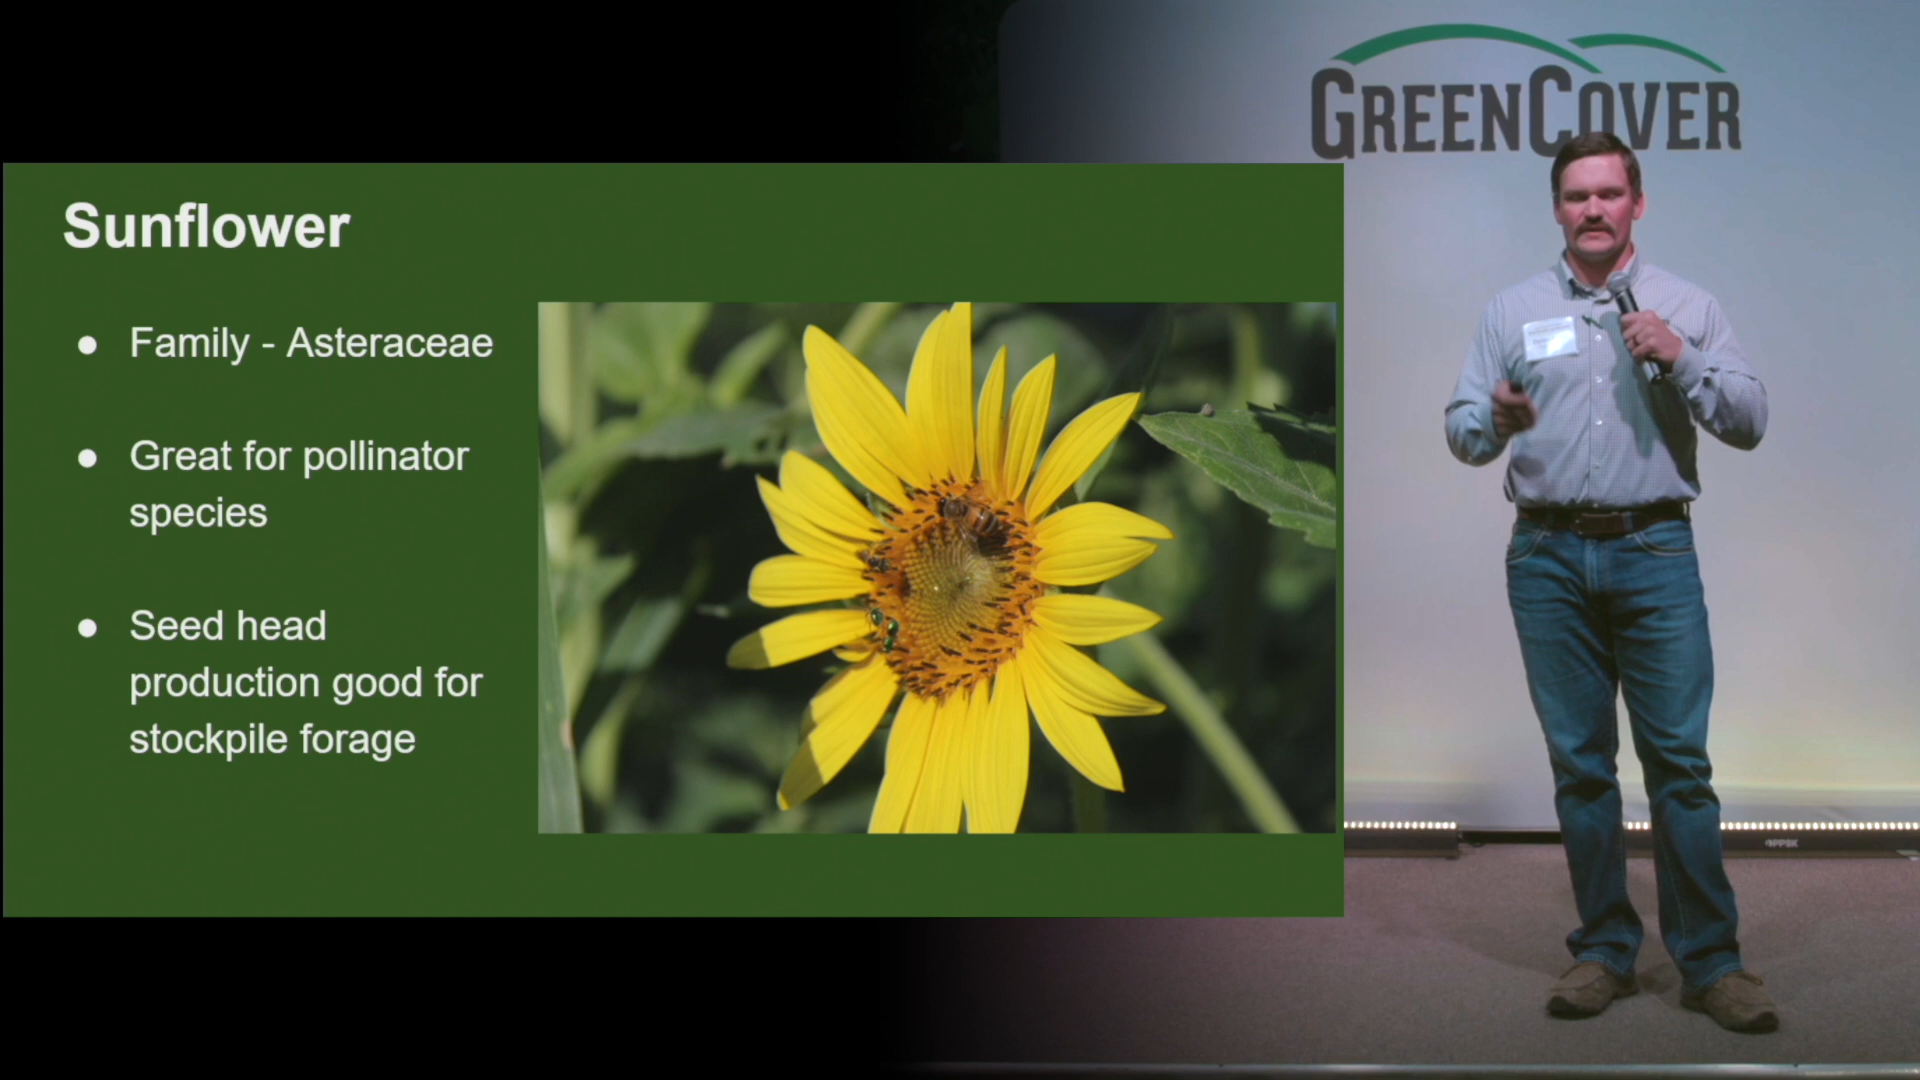 GREENCOVER
Sunflower
● Family - Asteraceae
● Great for pollinator
species
● Seed head
production good for
stockpile forage